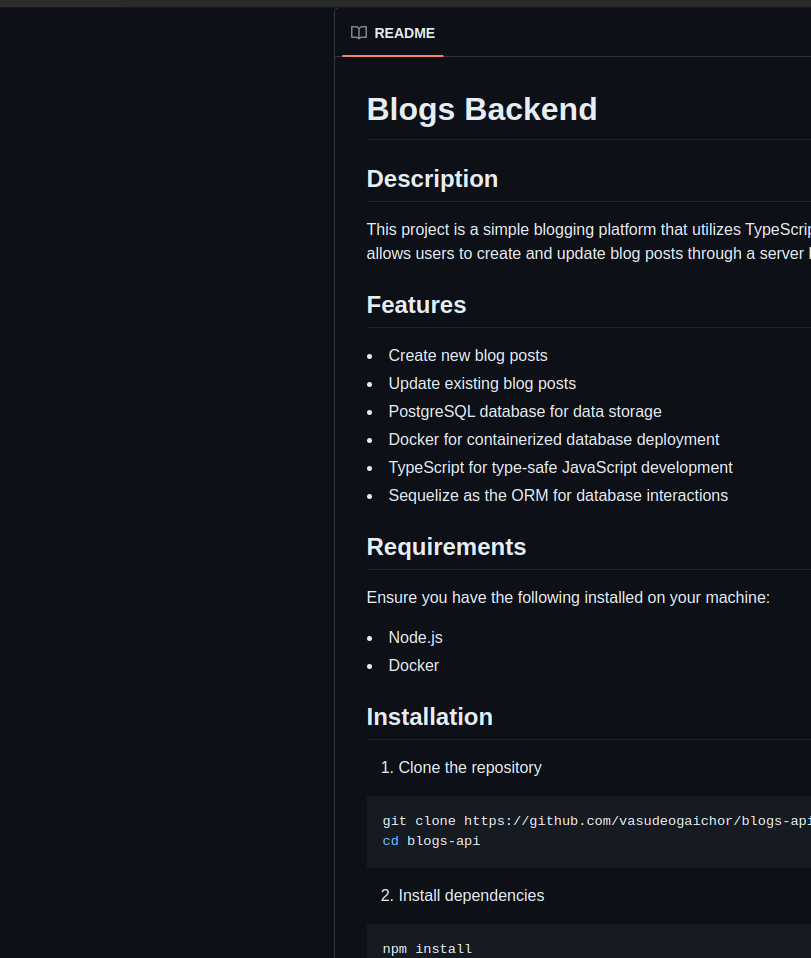 README
Blogs Backend
Description
This project is a simple blogging platform that utilizes
allows users to create and update blog posts through a server
Features
Create new blog posts
Update existing blog posts
PostgreSQL database for data storage
Docker for containerized database deployment
TypeScript for type-safe JavaScript development
Sequelize as the ORM for database interactions
Requirements
Ensure you have the following installed on your machine:
Node.js
Docker
Installation
1. Clone the repository
git clone https://github.com/vasudeogaichor/blogs-api
cd blogs-api
2. Install dependencies
npm install